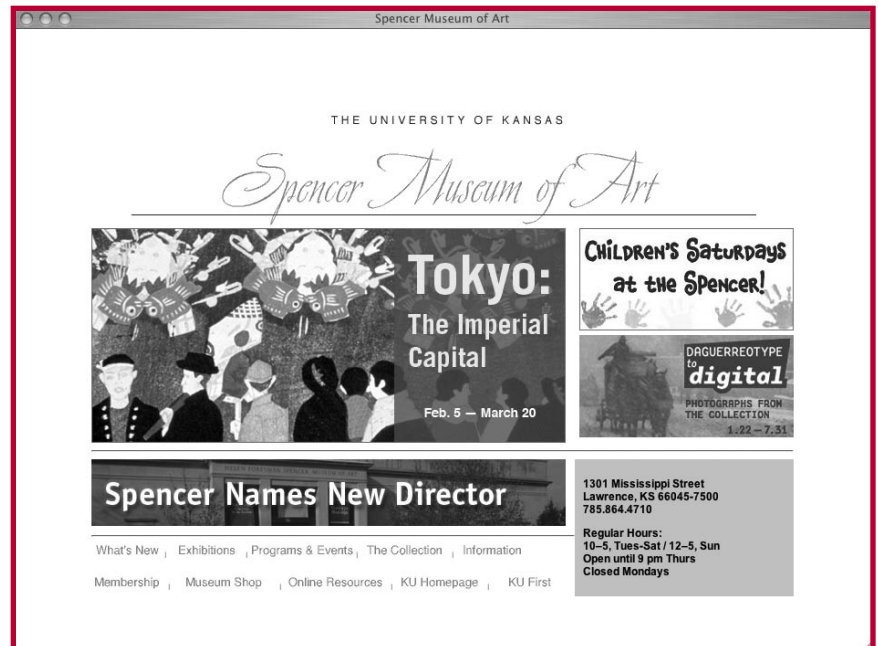 Spencer Museum of Art
THE UNIVERSITY OF KANSAS
Spencer Museum of Art
Tokyo:
The Imperial
Capital
Feb. 5 — March 20
CHiLDREN'S SaturDays
at the SPENCER!
DAGUERREOTYPE
to
digital
PHOTOGRAPHS FROM
THE COLLECTION
1.22 – 7.31
Spencer Names New Director
1301 Mississippi Street
Lawrence, KS 66045-7500
785.864.4710
Regular Hours:
10–5, Tues-Sat / 12–5, Sun
Open until 9 pm Thurs
Closed Mondays
What's New Exhibitions Programs & Events The Collection Information
Membership Museum Shop Online Resources KU Homepage KU First